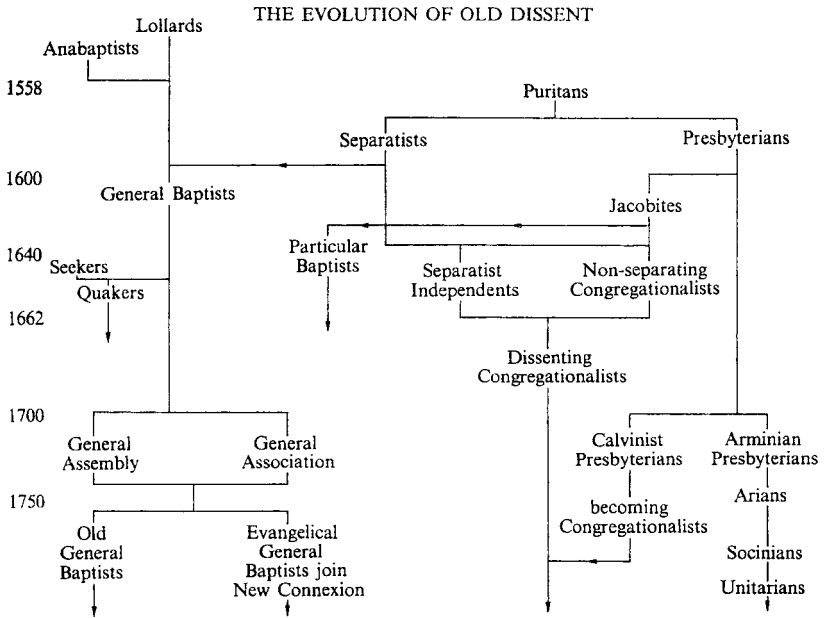 THE EVOLUTION OF OLD DISSENT
Lollards
Anabaptists
1558
Puritans
Separatists
Presbyterians
1600
General Baptists
Jacobites
Particular
Baptists
1640
Seekers
Quakers
Separatist
Independents
Non-separating
Congregationalists
1662
Dissenting
Congregationalists
1700
General
Assembly
General
Association
Calvinist
Presbyterians
Arminian
Presbyterians
1750
Arians
becoming
Congregationalists
Old
General
Baptists
Evangelical
General
Baptists join
New Connexion
Socinians
Unitarians